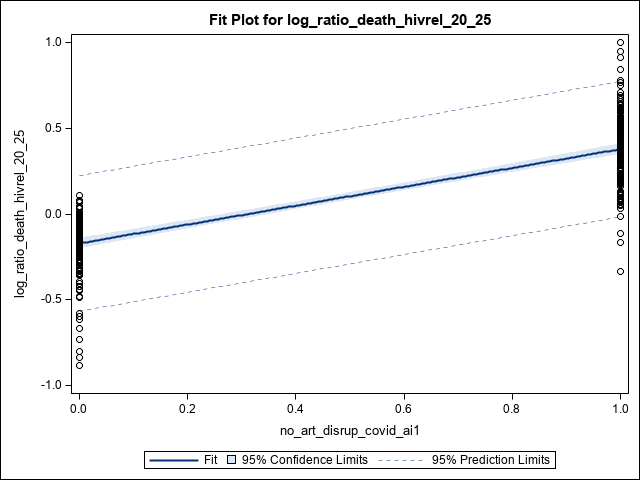 Fit Plot for log_ratio_death_hivrel_20_25
log_ratio_death_hivrel_20_25
1.0
0.5
0.0
-0.5
-1.0
0.0 0.2 0.4 0.6 0.8 1.0
no_art_disrup_covid_ai1
Fit 95% Confidence Limits 95% Prediction Limits